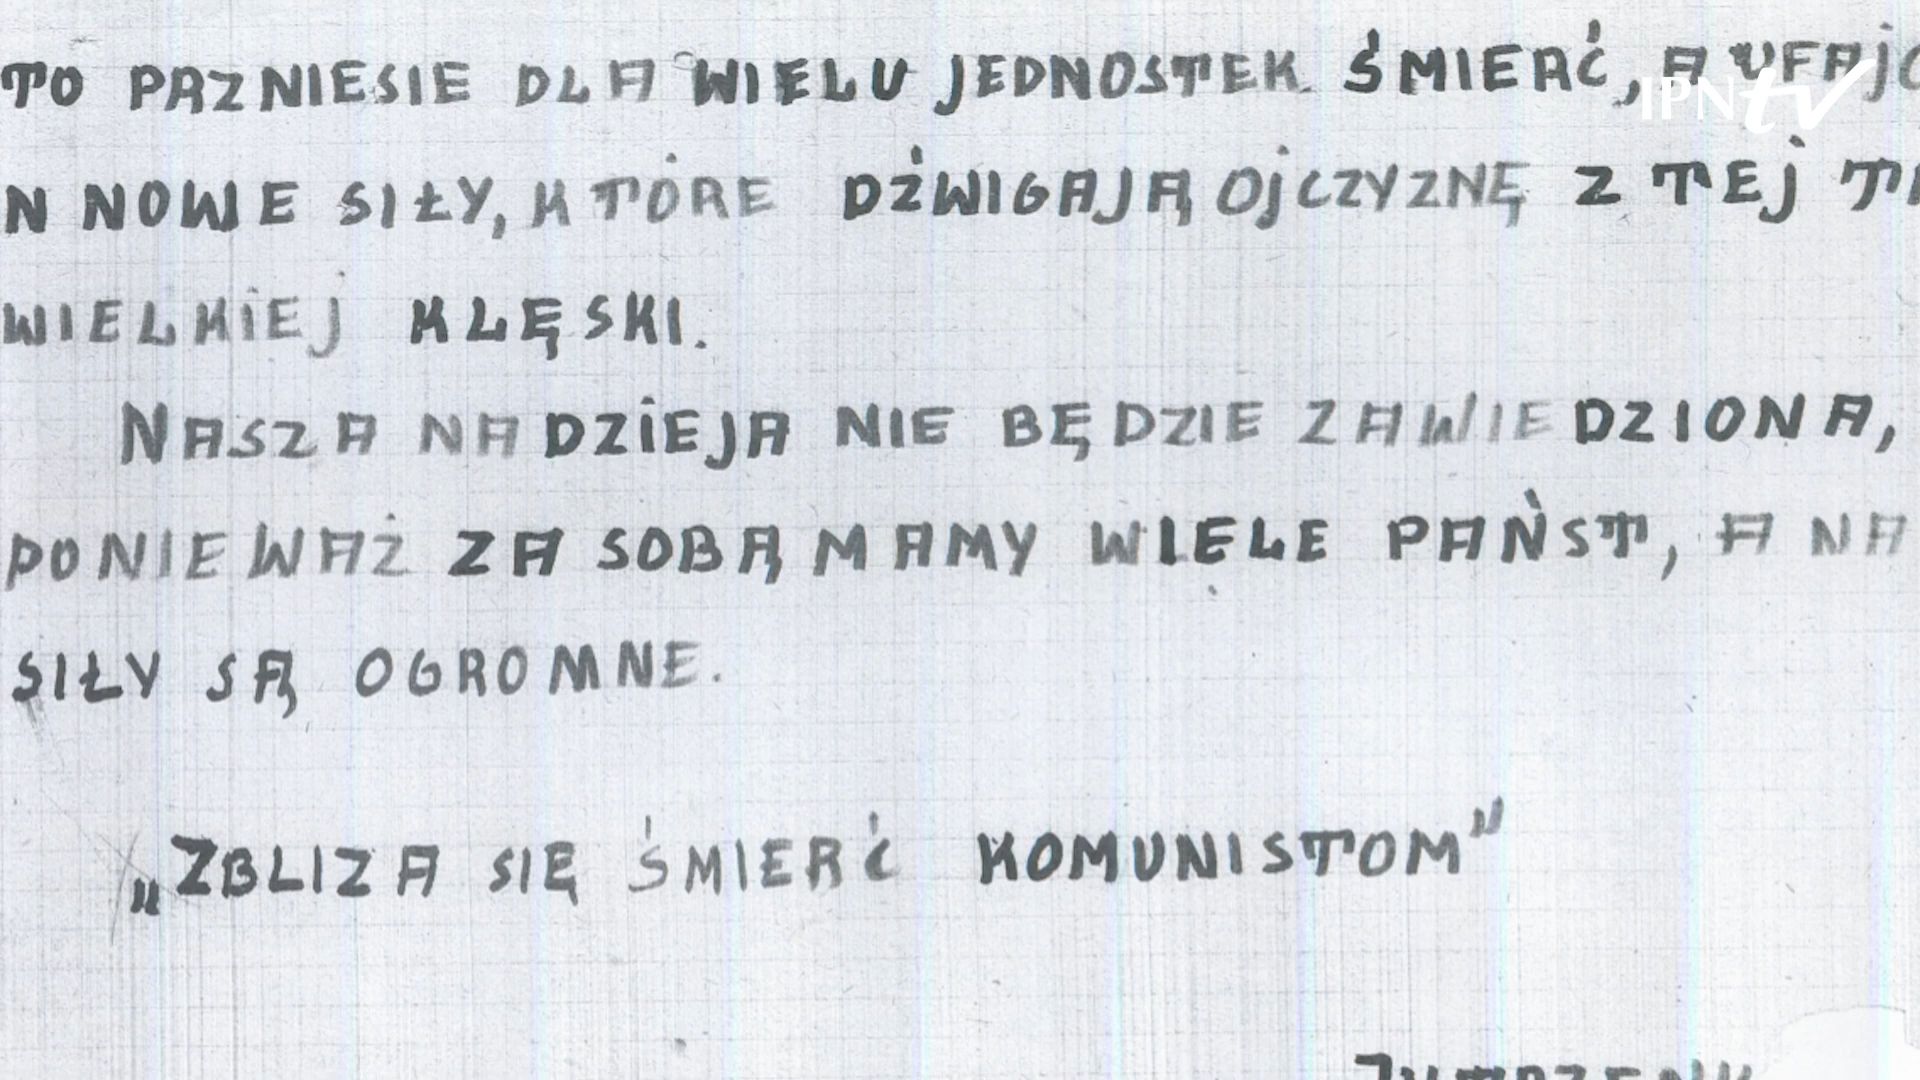 TO PRZNIESIE DLA WIELU JEDNOSTEK ŚMIERĆ, A UFAJC
IPNtv
N NOWE SIŁY, KTÓRE DŹWIGAJĄ OJCZYZNĘ Z TEJ
WIELKIEJ KLĘSKI.
NASZA NADZIEJA NIE BĘDZIE ZAWIEDZIONA,
PONIEWAŻ ZA SOBĄ MAMY WIELE PAŃST, A NA
SIŁY SĄ OGROMNE.
„ZBLIZA SIĘ ŚMIERĆ KOMUNISTOM"